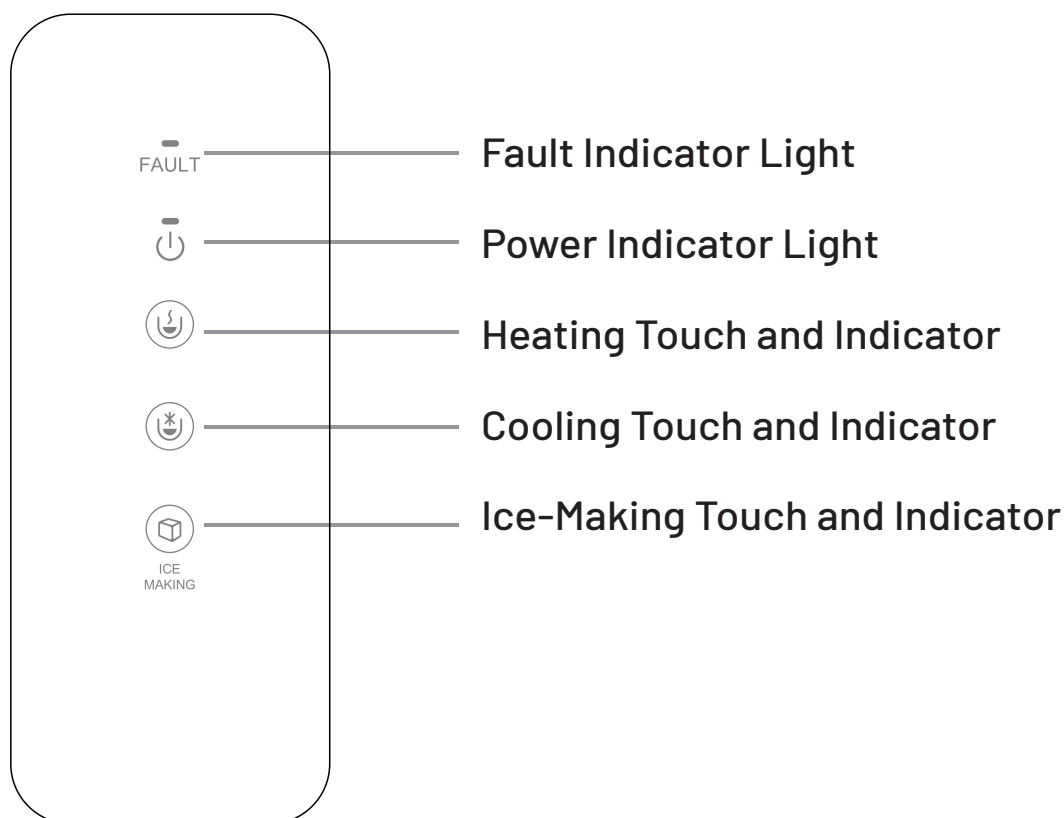 FAULT
Fault Indicator Light
Power Indicator Light
Heating Touch and Indicator
Cooling Touch and Indicator
Ice-Making Touch and Indicator
ICE
MAKING